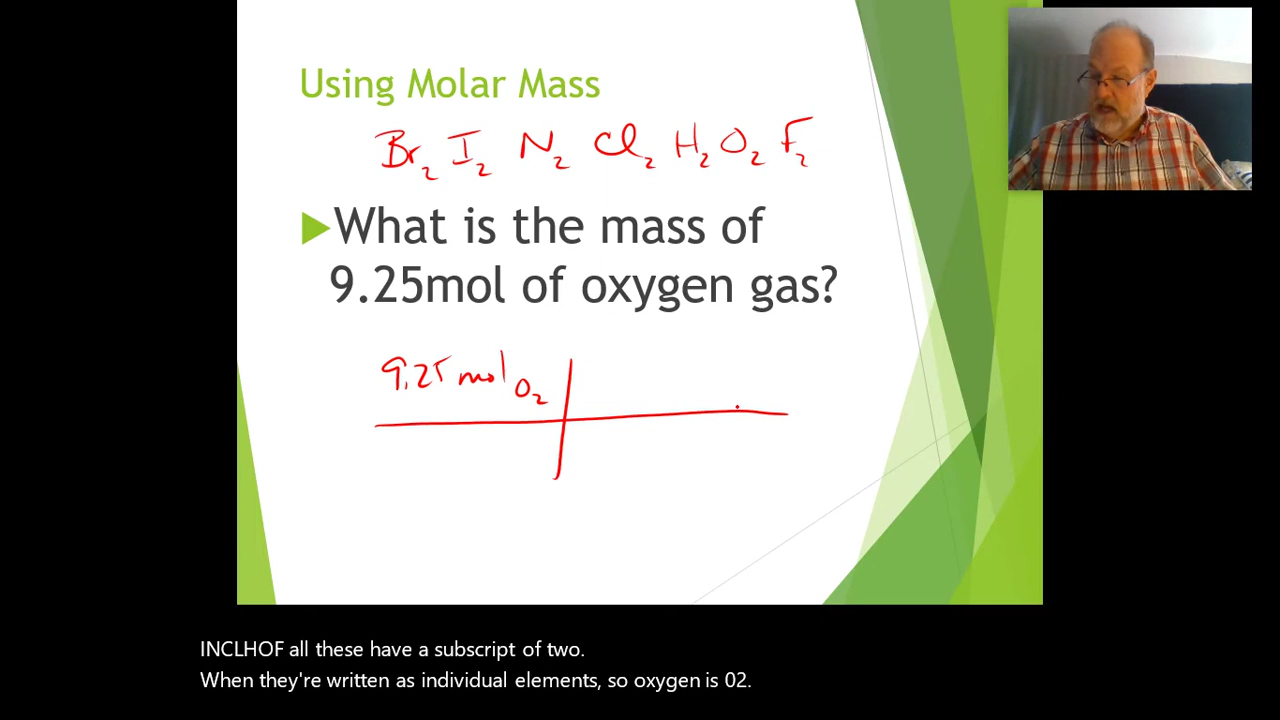 Using Molar Mass
Br2 I2 N2 Cl2 H2 O2 F2
What is the mass of
9.25mol of oxygen gas?
9.25 mol O2
INCLHOF all these have a subscript of two.
When they're written as individual elements, so oxygen is 02.